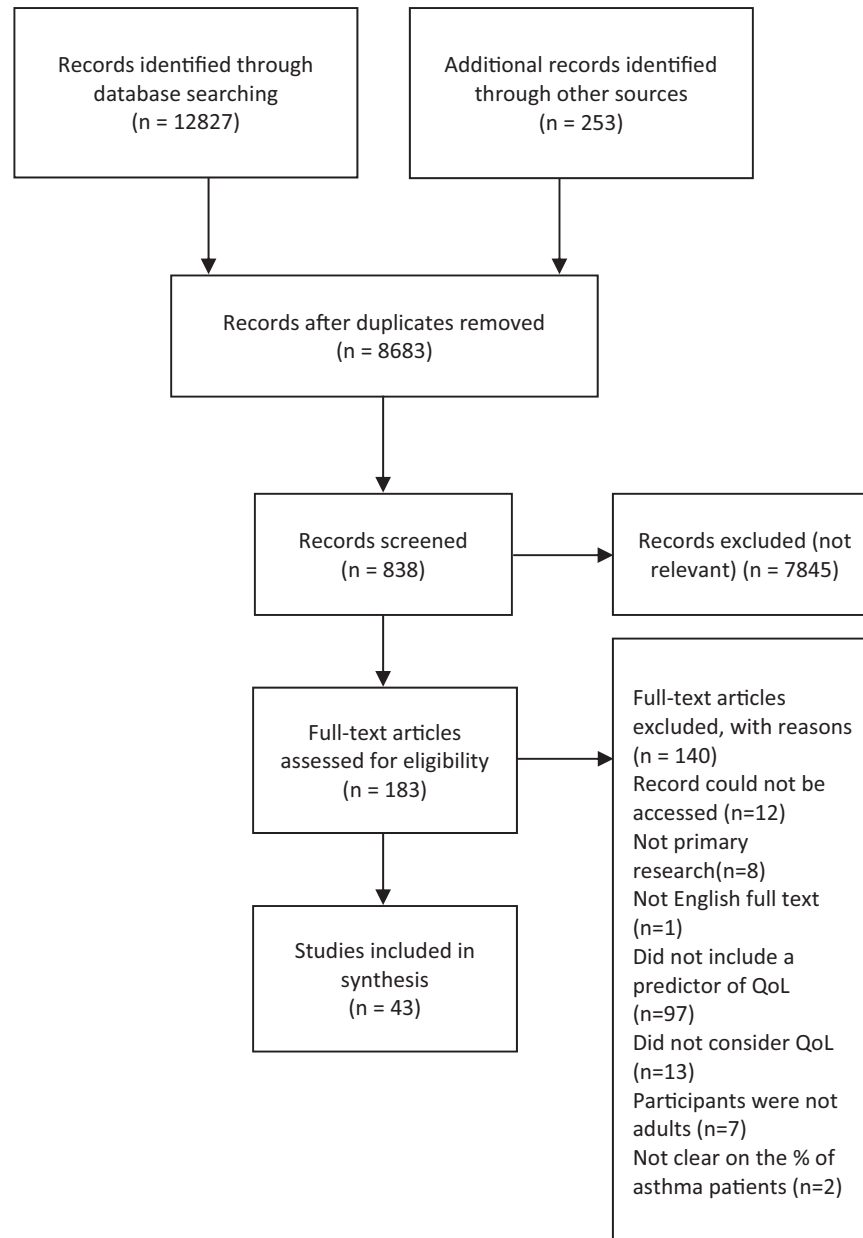 Records identified through
database searching
(n = 12827)
Additional records identified
through other sources
(n = 253)
Records after duplicates removed
(n = 8683)
Records screened
(n = 838)
Records excluded (not
relevant) (n = 7845)
Full-text articles
assessed for eligibility
(n = 183)
Full-text articles
excluded, with reasons
(n = 140)
Record could not be
accessed (n=12)
Not primary
research(n=8)
Not English full text
(n=1)
Did not include a
predictor of QoL
(n=97)
Did not consider QoL
(n=13)
Participants were not
adults (n=7)
Not clear on the % of
asthma patients (n=2)
Studies included in
synthesis
(n = 43)